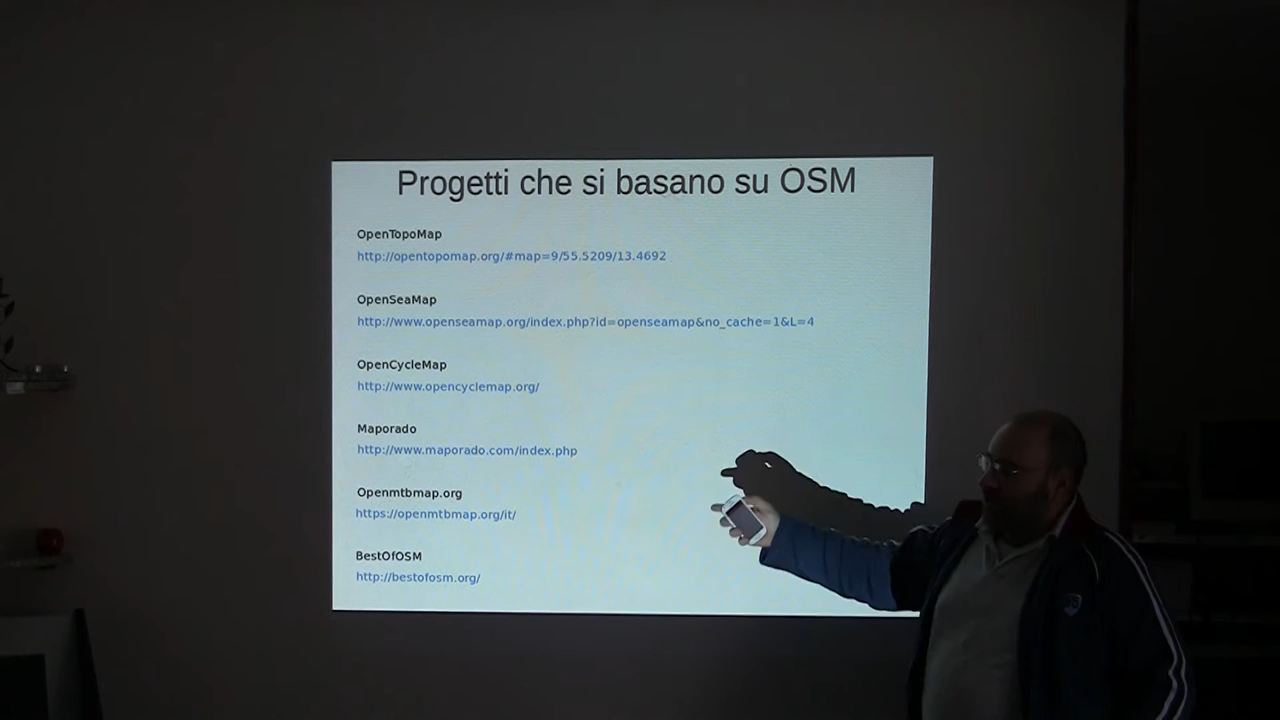 Progetti che si basano su OSM
OpenTopoMap
http://opentopomap.org/#map=9/55.5209/13.4692
OpenSeaMap
http://www.openseamap.org/index.php?id=openseamap&no_cache=1&L=4
OpenCycleMap
http://www.opencyclemap.org/
Maporado
http://www.maporado.com/index.php
Openmtbmap.org
https://openmtbmap.org/it/
BestOfOSM
http://bestofosm.org/